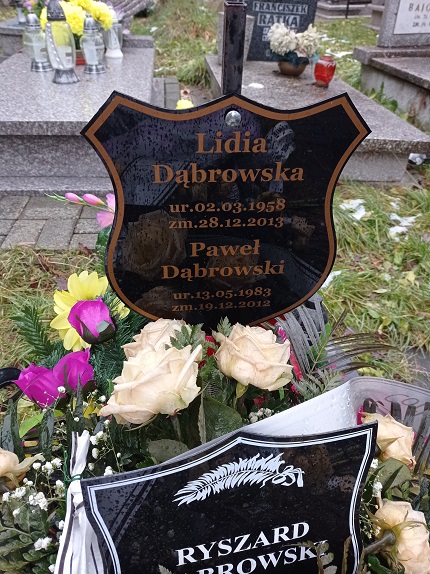 FRANCISZEK
RATKA
Lidia
Dąbrowska
ur.02.03.1958
zm.28.12.2013
Paweł
Dąbrowski
ur.13.05.1983
zm.19.12.2012
RYSZARD